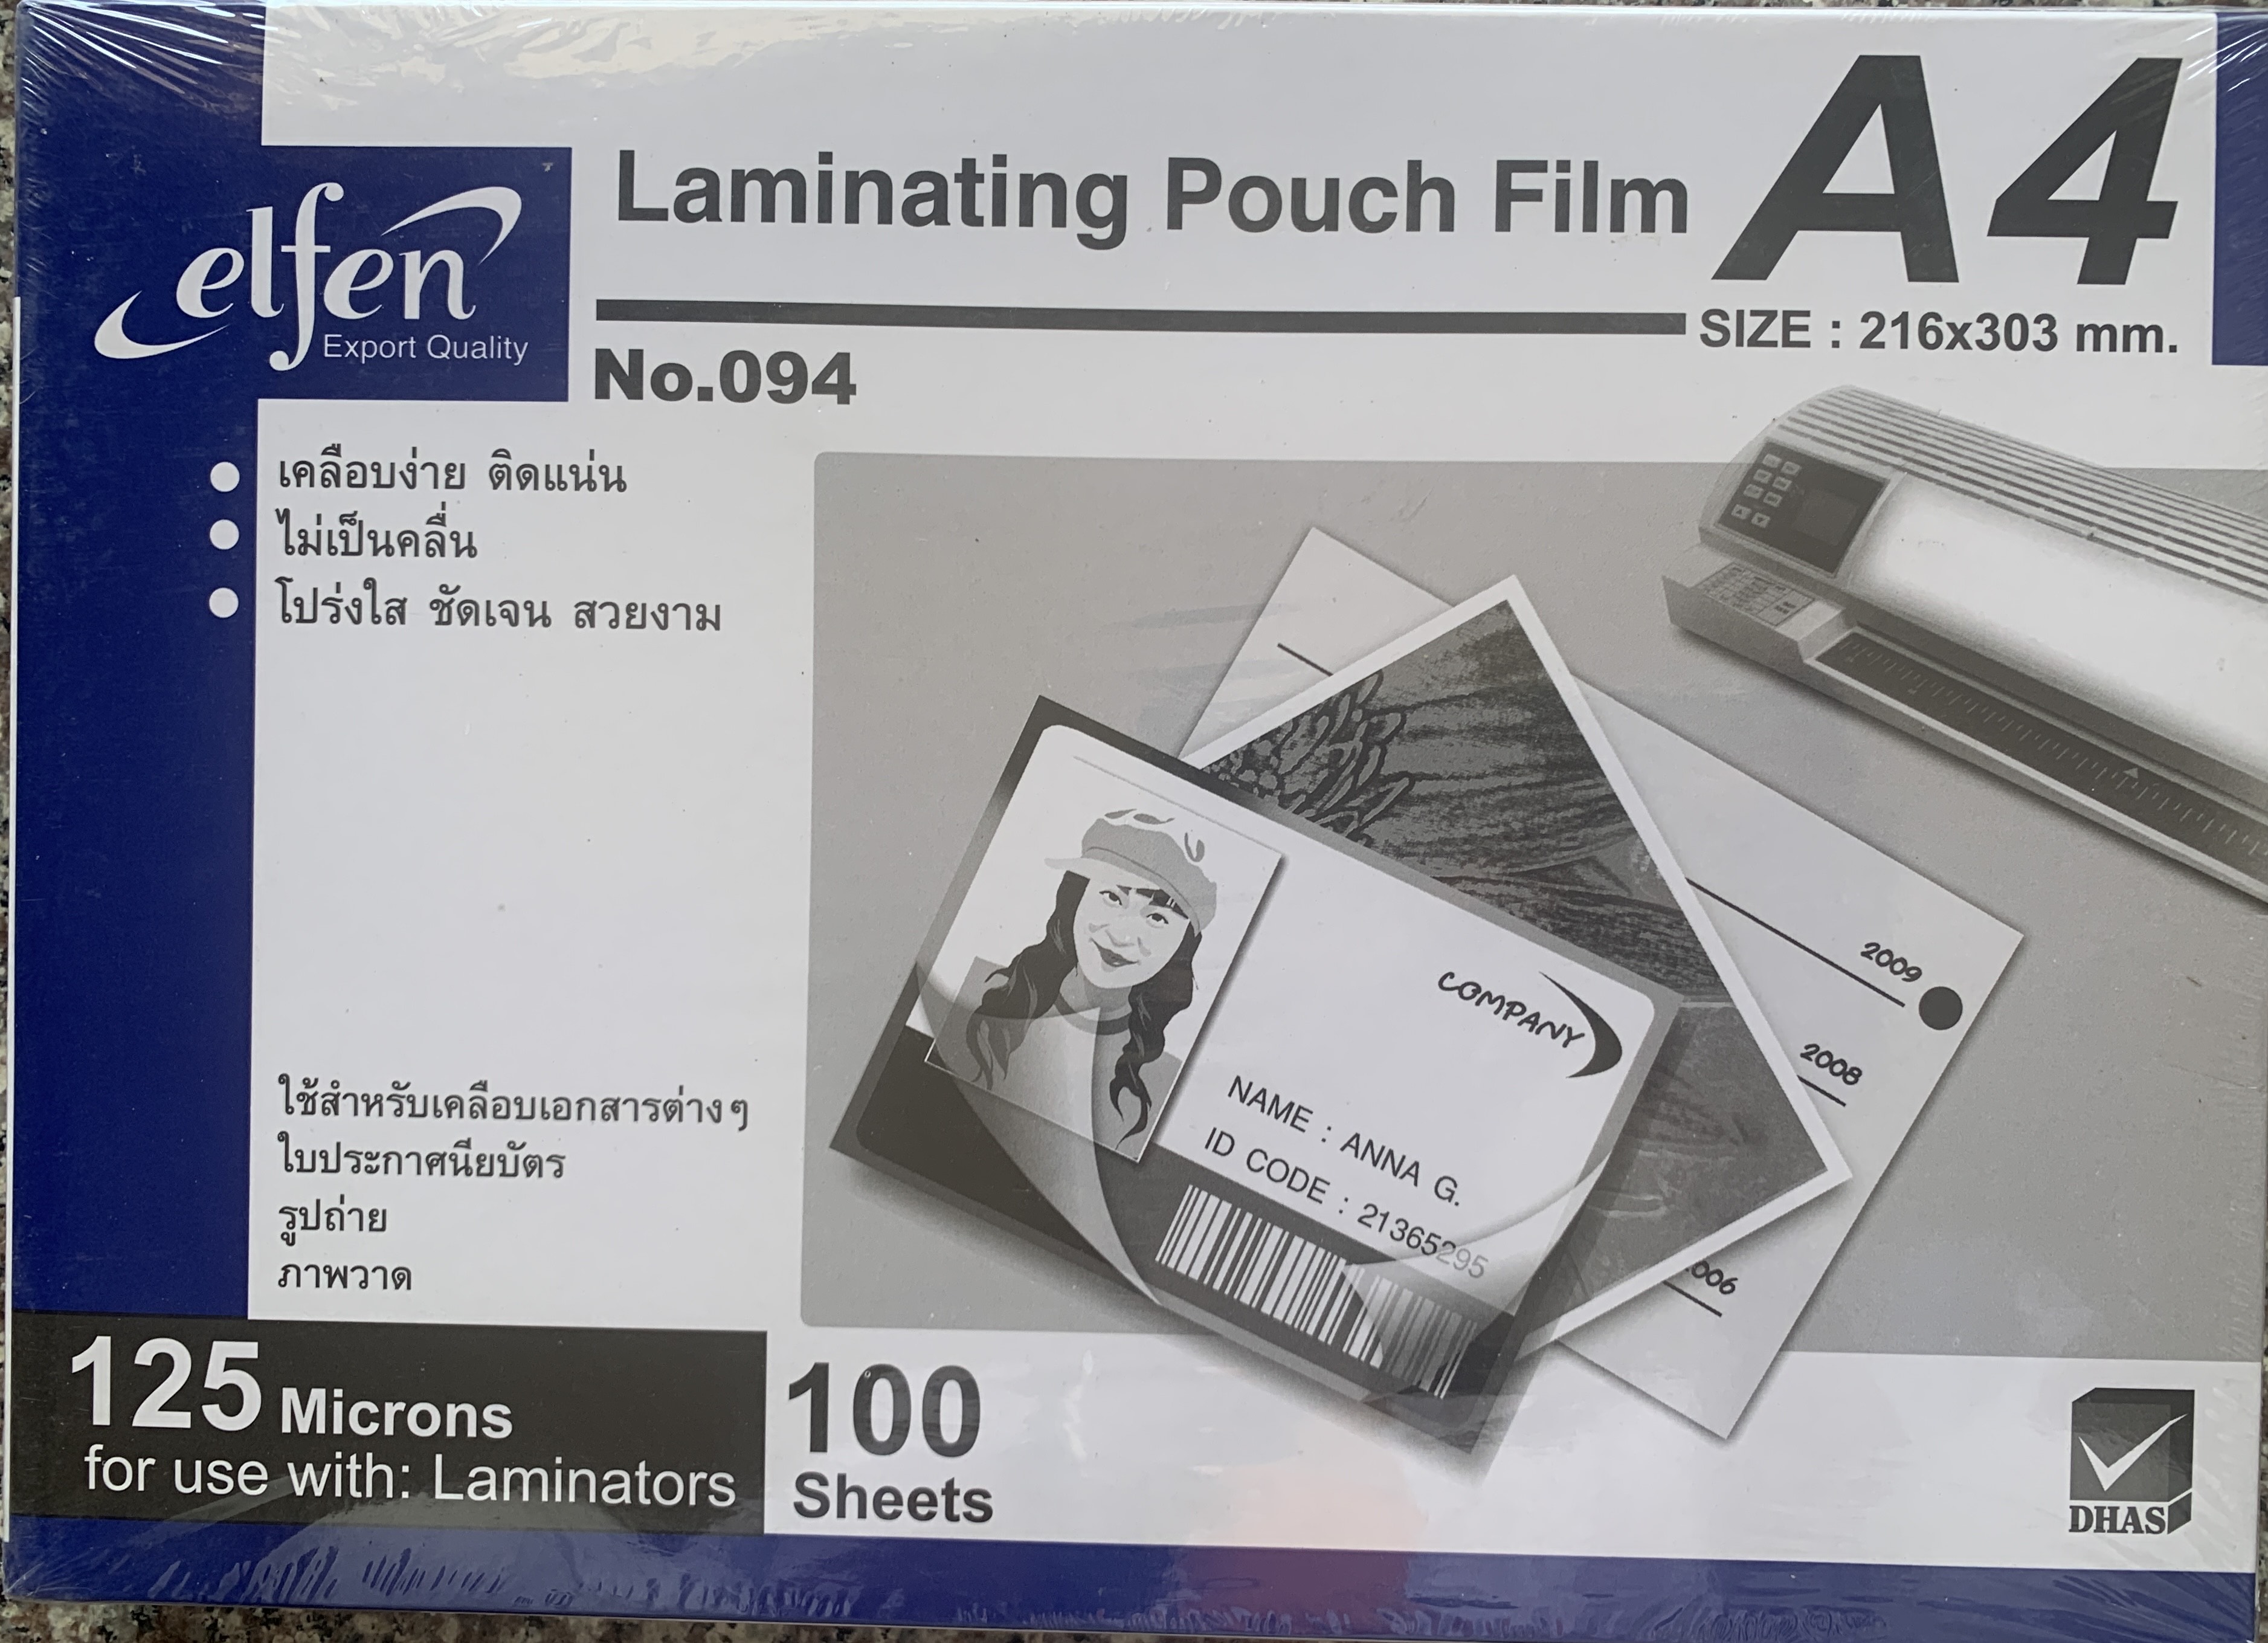 elfen
Export Quality
Laminating Pouch Film
A4
SIZE : 216x303 mm.
No.094
เคลือบง่าย ติดแน่น
ไม่เป็นคลื่น
โปร่งใส ชัดเจน สวยงาม
2009
2008
COMPANY
NAME : ANNA G.
ID CODE : 21365295
006
ใช้สำหรับเคลือบเอกสารต่างๆ
ใบประกาศนียบัตร
รูปถ่าย
ภาพวาด
125 Microns
for use with: Laminators
100
Sheets
DHAS